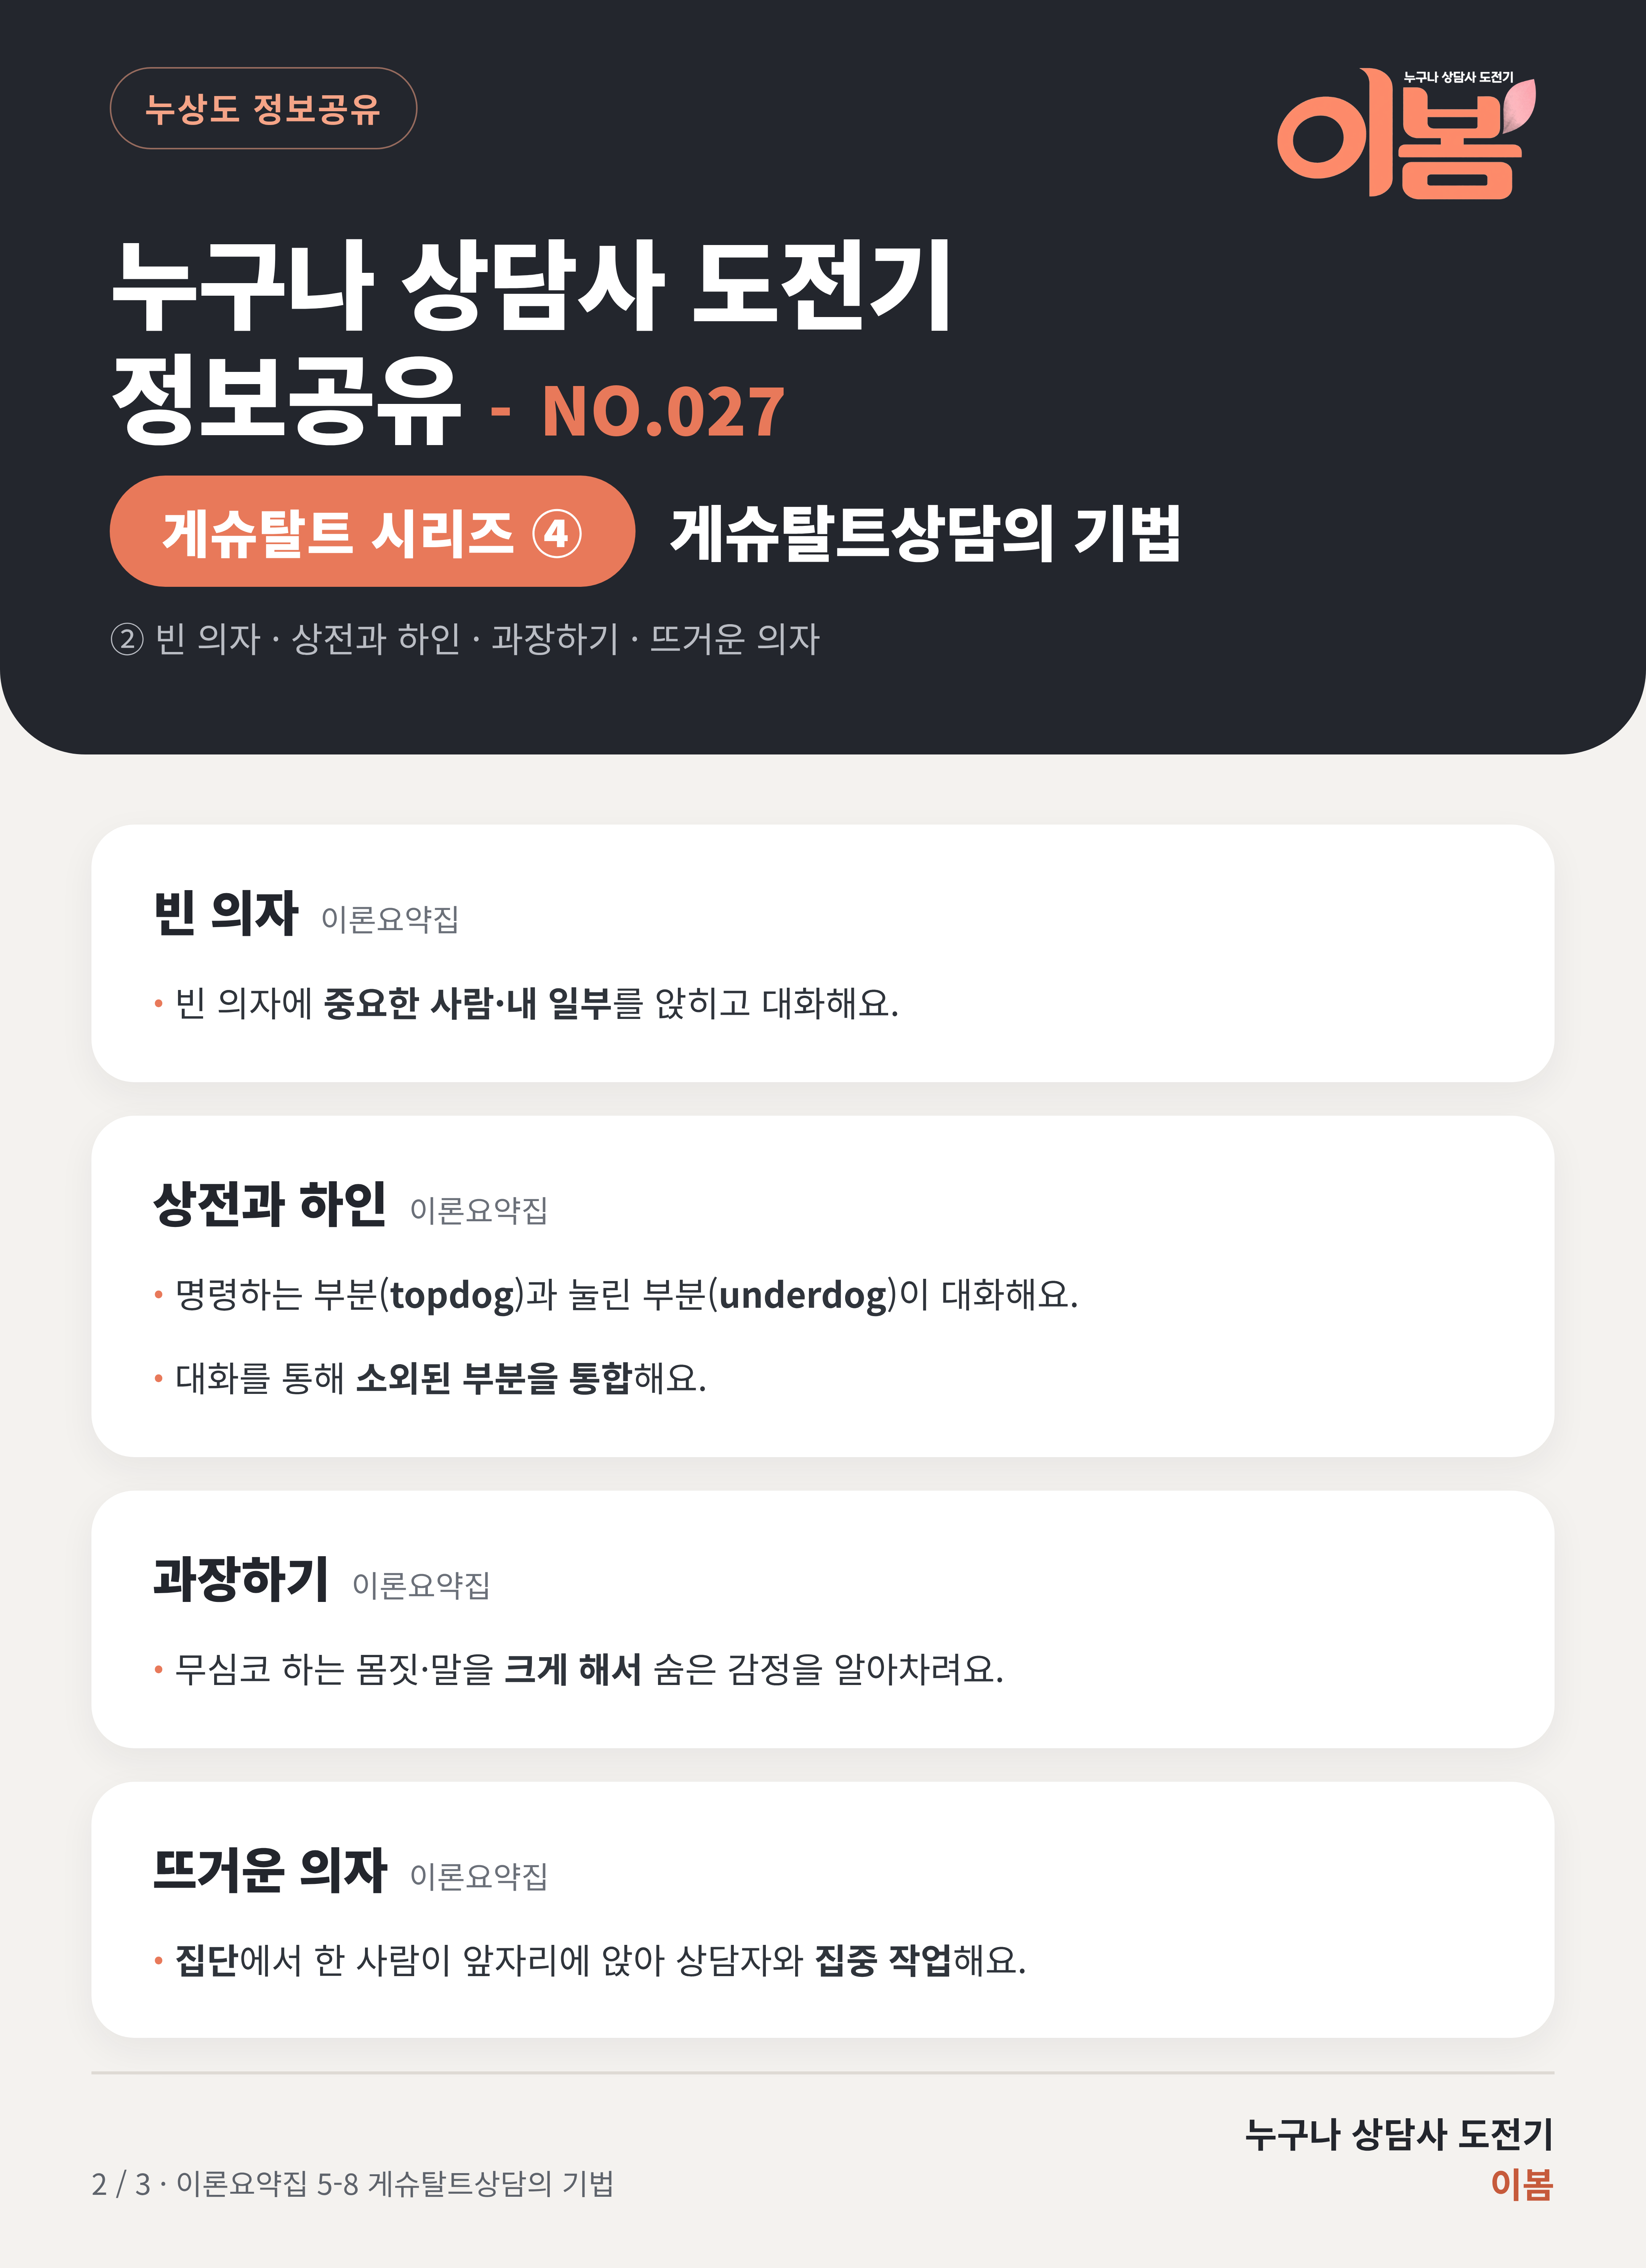 누상도 정보공유
누구나 상담사 도전기
이봄
누구나 상담사 도전기
정보공유 - NO.027
게슈탈트 시리즈 ④ 게슈탈트상담의 기법
② 빈 의자 · 상전과 하인 · 과장하기 · 뜨거운 의자
빈 의자 이론요약집
• 빈 의자에 중요한 사람·내 일부를 앉히고 대화해요.
상전과 하인 이론요약집
• 명령하는 부분(topdog)과 눌린 부분(underdog)이 대화해요.
• 대화를 통해 소외된 부분을 통합해요.
과장하기 이론요약집
• 무심코 하는 몸짓·말을 크게 해서 숨은 감정을 알아차려요.
뜨거운 의자 이론요약집
• 집단에서 한 사람이 앞자리에 앉아 상담자와 집중 작업해요.
누구나 상담사 도전기
2 / 3 · 이론요약집 5-8 게슈탈트상담의 기법
이봄